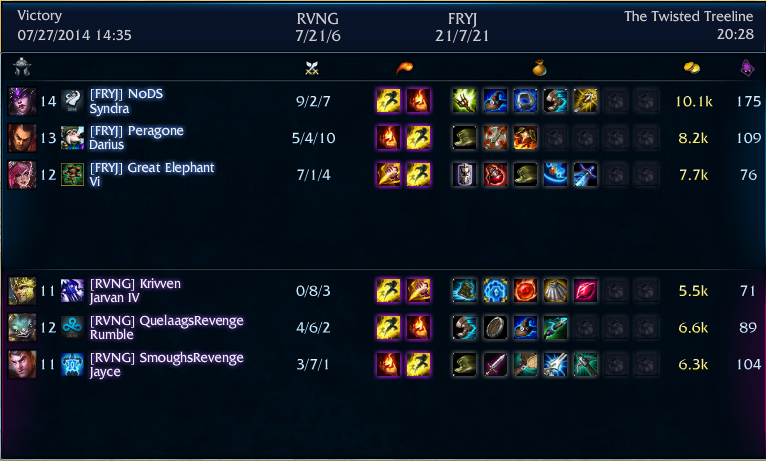 Victory RVNG FRYJ The Twisted Treeline
07/27/2014 14:35 7/21/6 21/7/21 20:28
14 [FRYJ] NoDS 9/2/7 10.1k 175
Syndra
13 [FRYJ] Peragone 5/4/10 8.2k 109
Darius
12 [FRYJ] Great Elephant 7/1/4 7.7k 76
Vi
11 [RVNG] Krivven 0/8/3 5.5k 71
Jarvan IV
12 [RVNG] QuelaagsRevenge 4/6/2 6.6k 89
Rumble
11 [RVNG] SmoughsRevenge 3/7/1 6.3k 104
Jayce